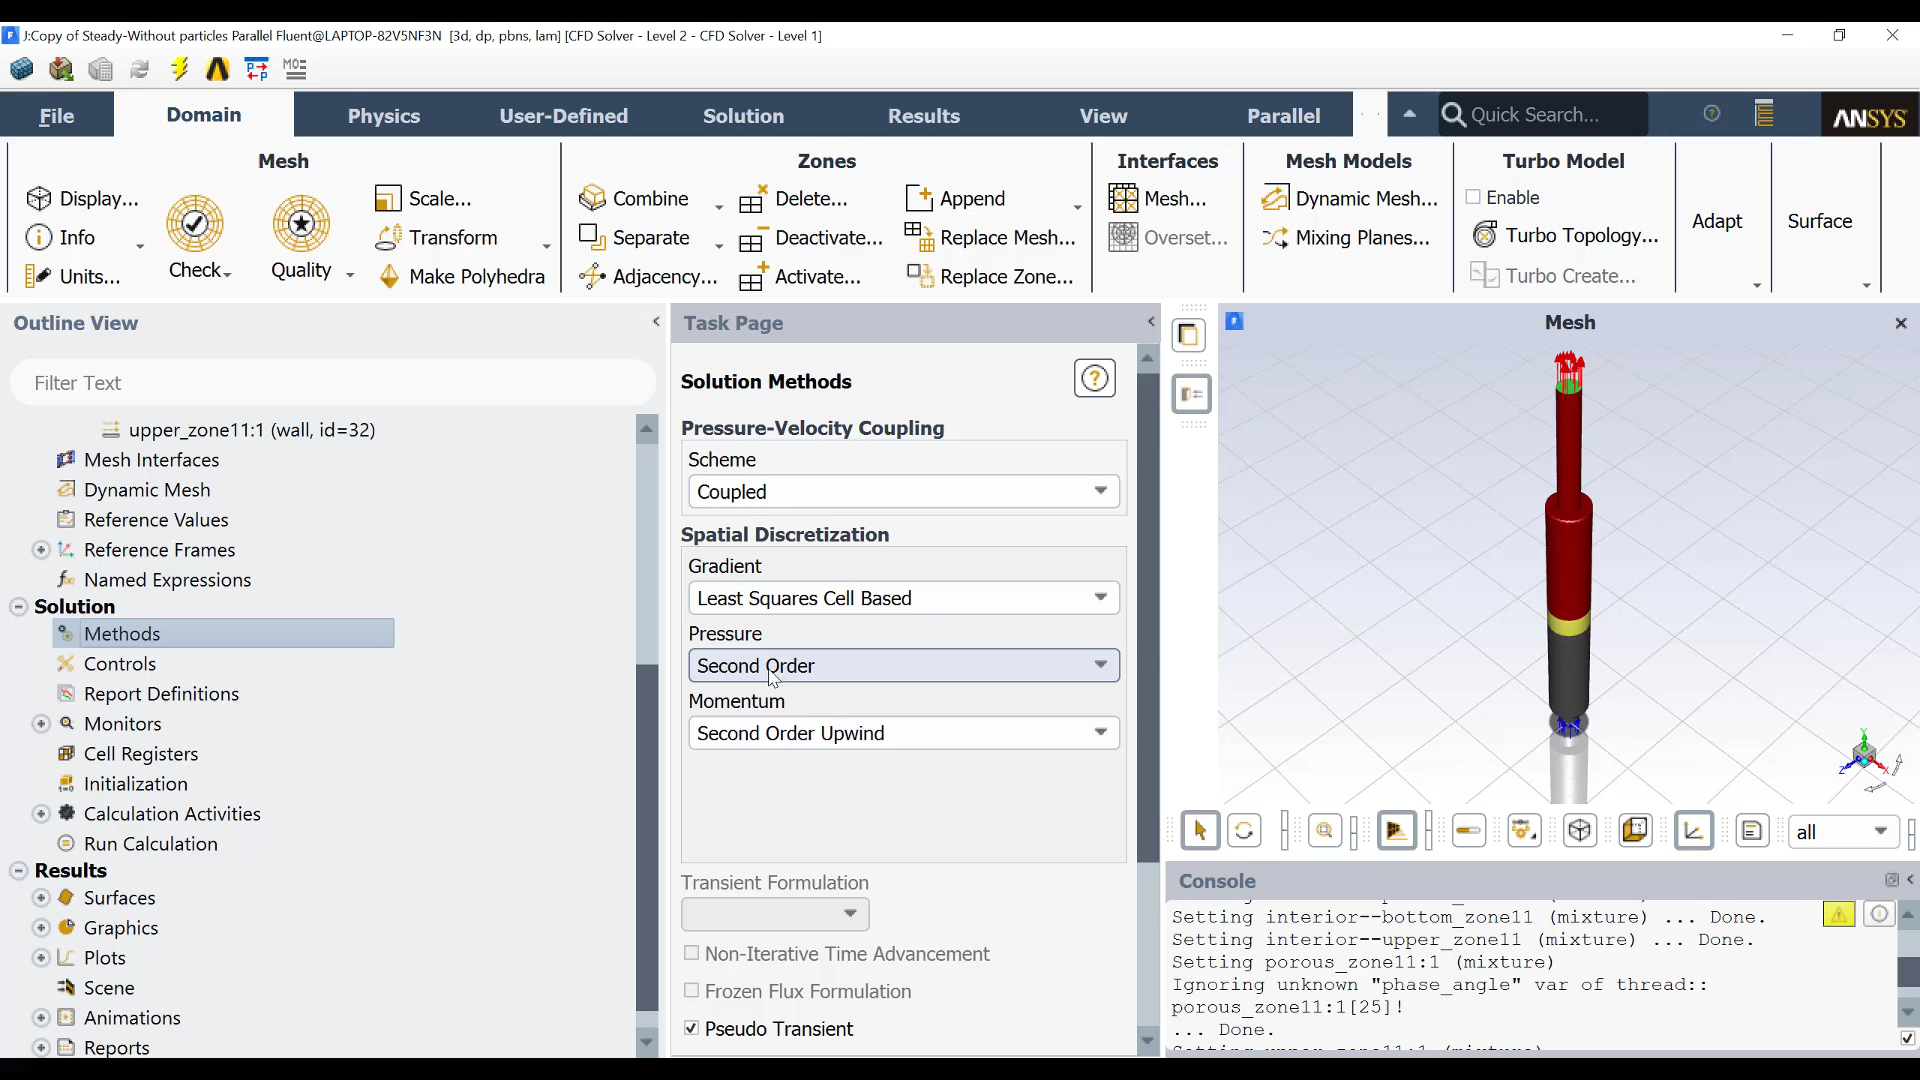 J:Copy of Steady-Without particles Parallel Fluent@LAPTOP-82V5NF3N [3d, dp, pbns, lam] [CFD Solver - Level 2 - CFD Solver - Level 1]
File
Domain
Physics
User-Defined
Solution
Results
View
Parallel
Quick Search...
ANSYS
Mesh
Display...
Info
Units...
Check
Quality
Scale...
Transform
Make Polyhedra
Zones
Combine
Separate
Adjacency...
Delete...
Deactivate...
Activate...
Append
Replace Mesh...
Replace Zone...
Interfaces
Mesh...
Overset...
Mesh Models
Dynamic Mesh...
Mixing Planes...
Turbo Model
Enable
Turbo Topology...
Turbo Create...
Adapt
Surface
Outline View
Filter Text
upper_zone11:1 (wall, id=32)
Mesh Interfaces
Dynamic Mesh
Reference Values
Reference Frames
Named Expressions
Solution
Methods
Controls
Report Definitions
Monitors
Cell Registers
Initialization
Calculation Activities
Run Calculation
Results
Surfaces
Graphics
Plots
Scene
Animations
Reports
Task Page
Solution Methods
Pressure-Velocity Coupling
Scheme
Coupled
Spatial Discretization
Gradient
Least Squares Cell Based
Pressure
Second Order
Momentum
Second Order Upwind
Transient Formulation
Non-Iterative Time Advancement
Frozen Flux Formulation
Pseudo Transient
Mesh
all
Console
Setting interior--bottom_zone11 (mixture) ... Done.
Setting interior--upper_zone11 (mixture) ... Done.
Setting porous_zone11:1 (mixture)
Ignoring unknown "phase_angle" var of thread::
porous_zone11:1[25]!
... Done.